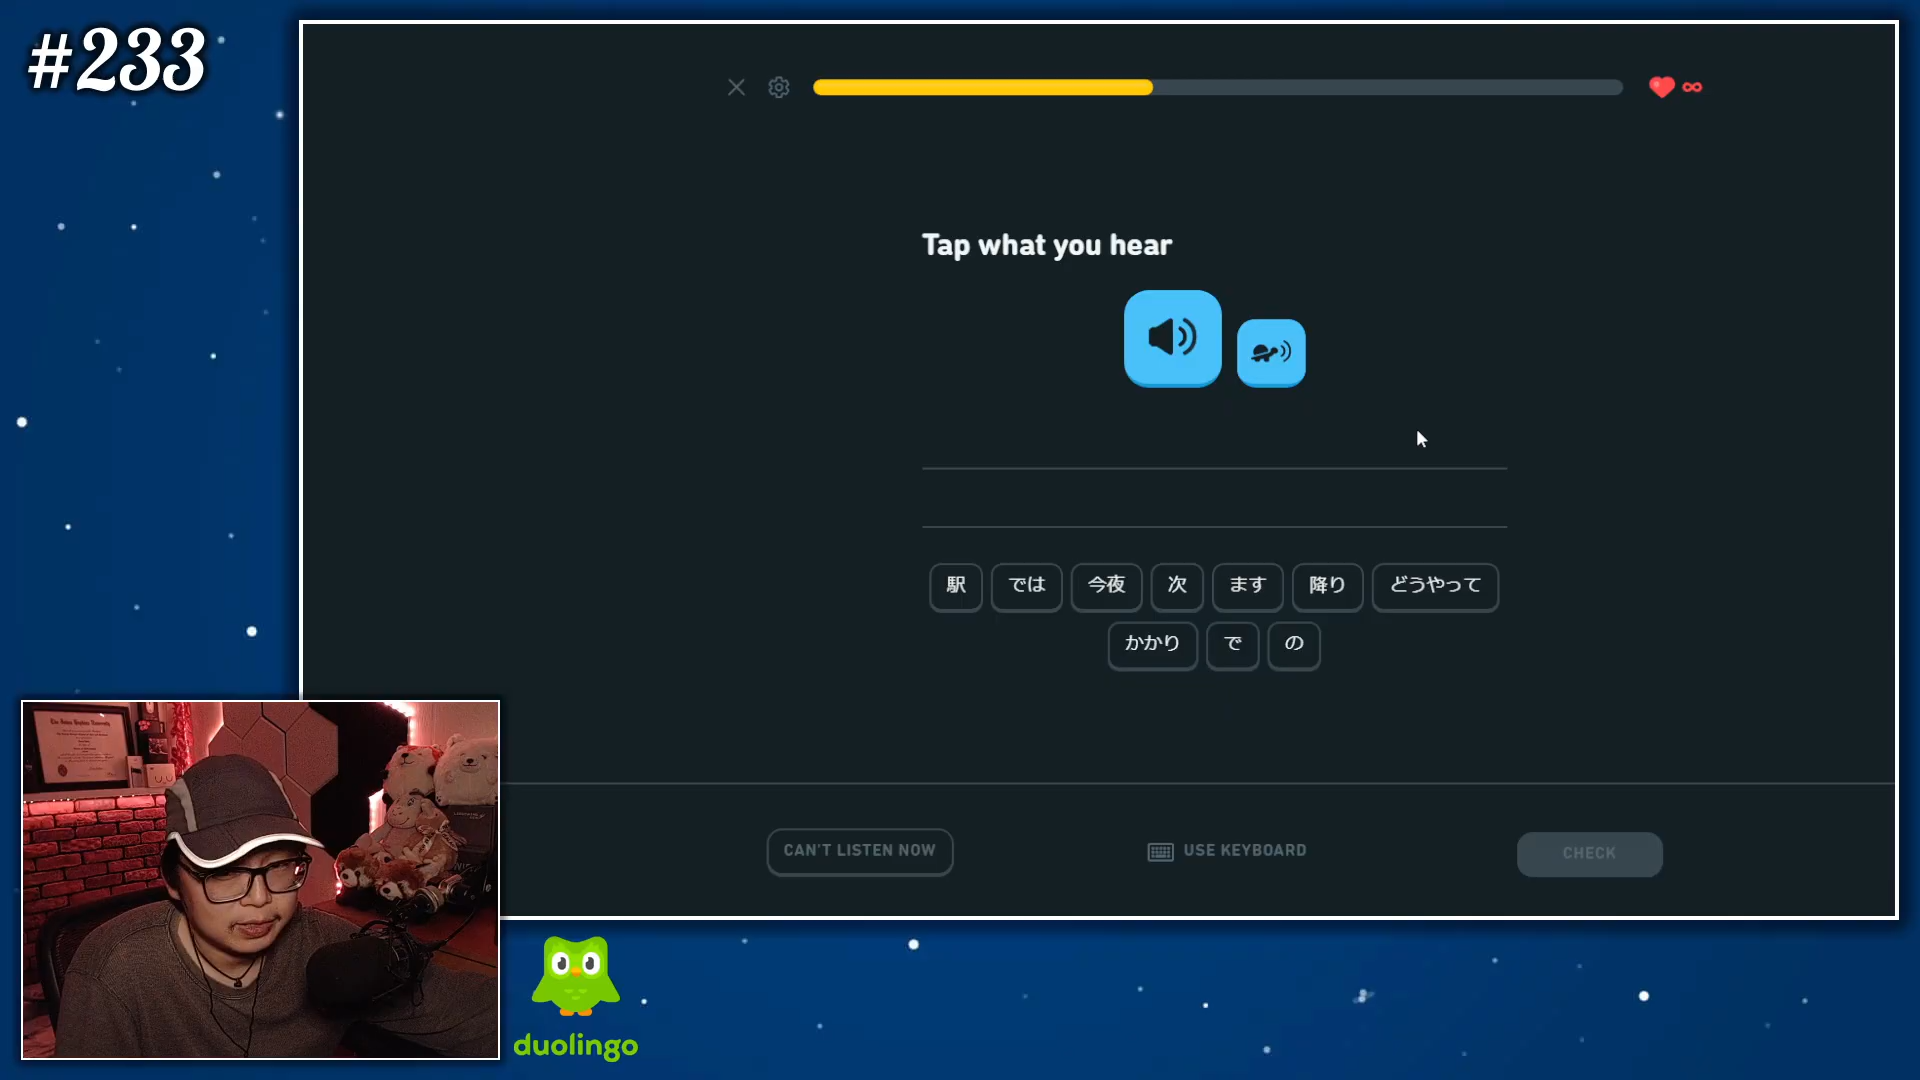 #233
∞
Tap what you hear
駅 では 今夜 次 ます 降り どうやって
かかり で の
CAN'T LISTEN NOW
USE KEYBOARD
CHECK
duolingo